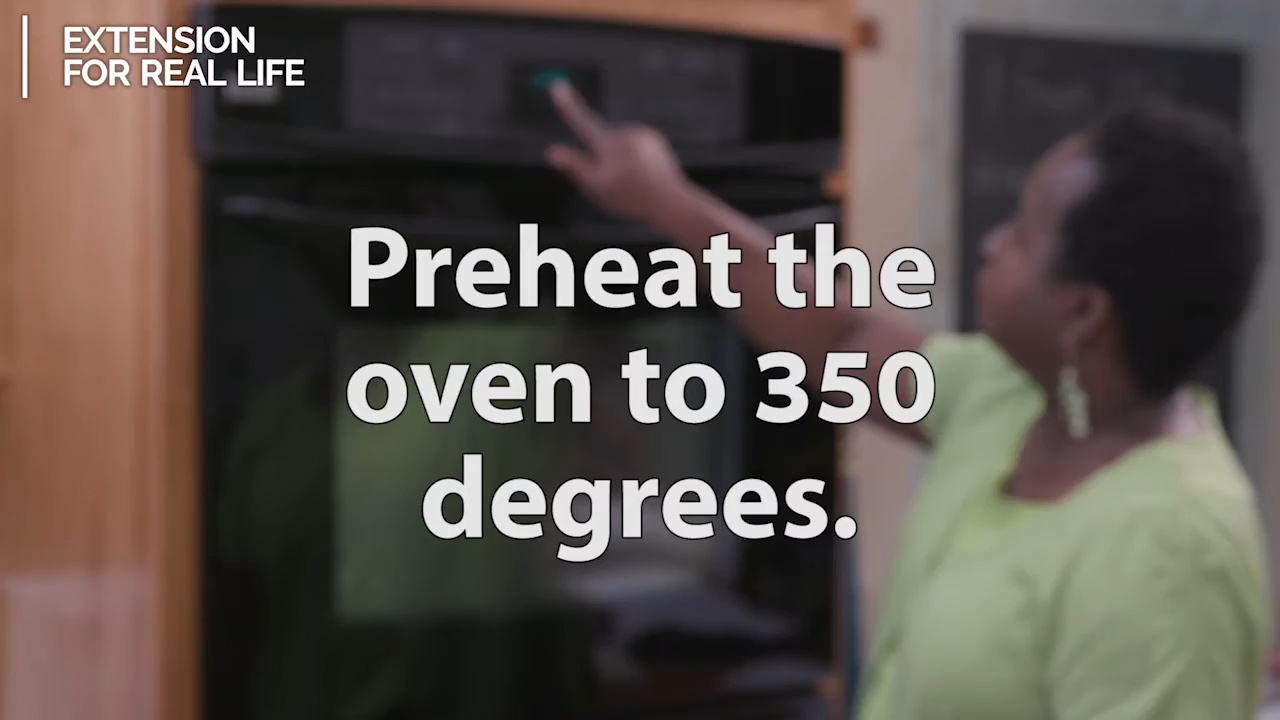 EXTENSION
FOR REAL LIFE
Preheat the
oven to 350
degrees.